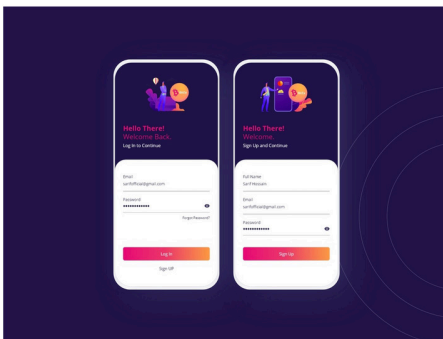 Hello There!
Welcome Back.
Log In to Continue
Email
sarifofficial@gmail.com
Password
Forgot Password?
Log In
Sign UP
Hello There!
Welcome.
Sign Up and Continue
Full Name
Sarif Hossain
Email
sarifofficial@gmail.com
Password
Sign Up